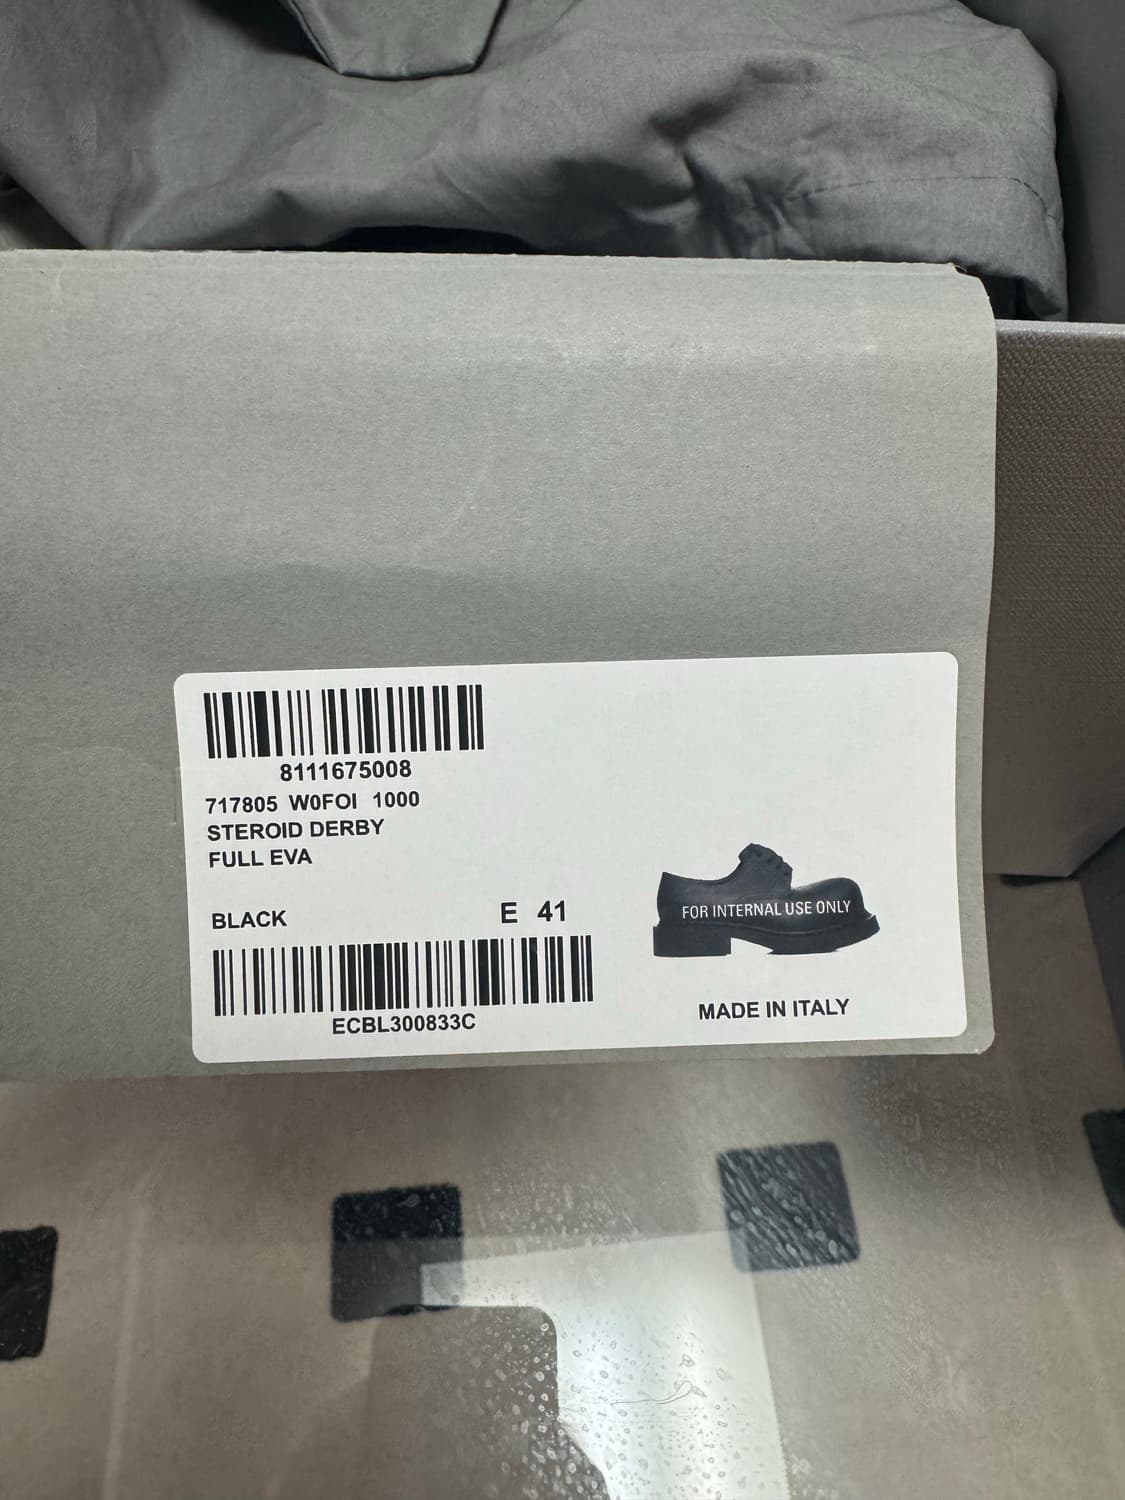 8111675008
717805 W0FOI 1000
STEROID DERBY
FULL EVA
BLACK E 41
ECBL300833C
FOR INTERNAL USE ONLY
MADE IN ITALY